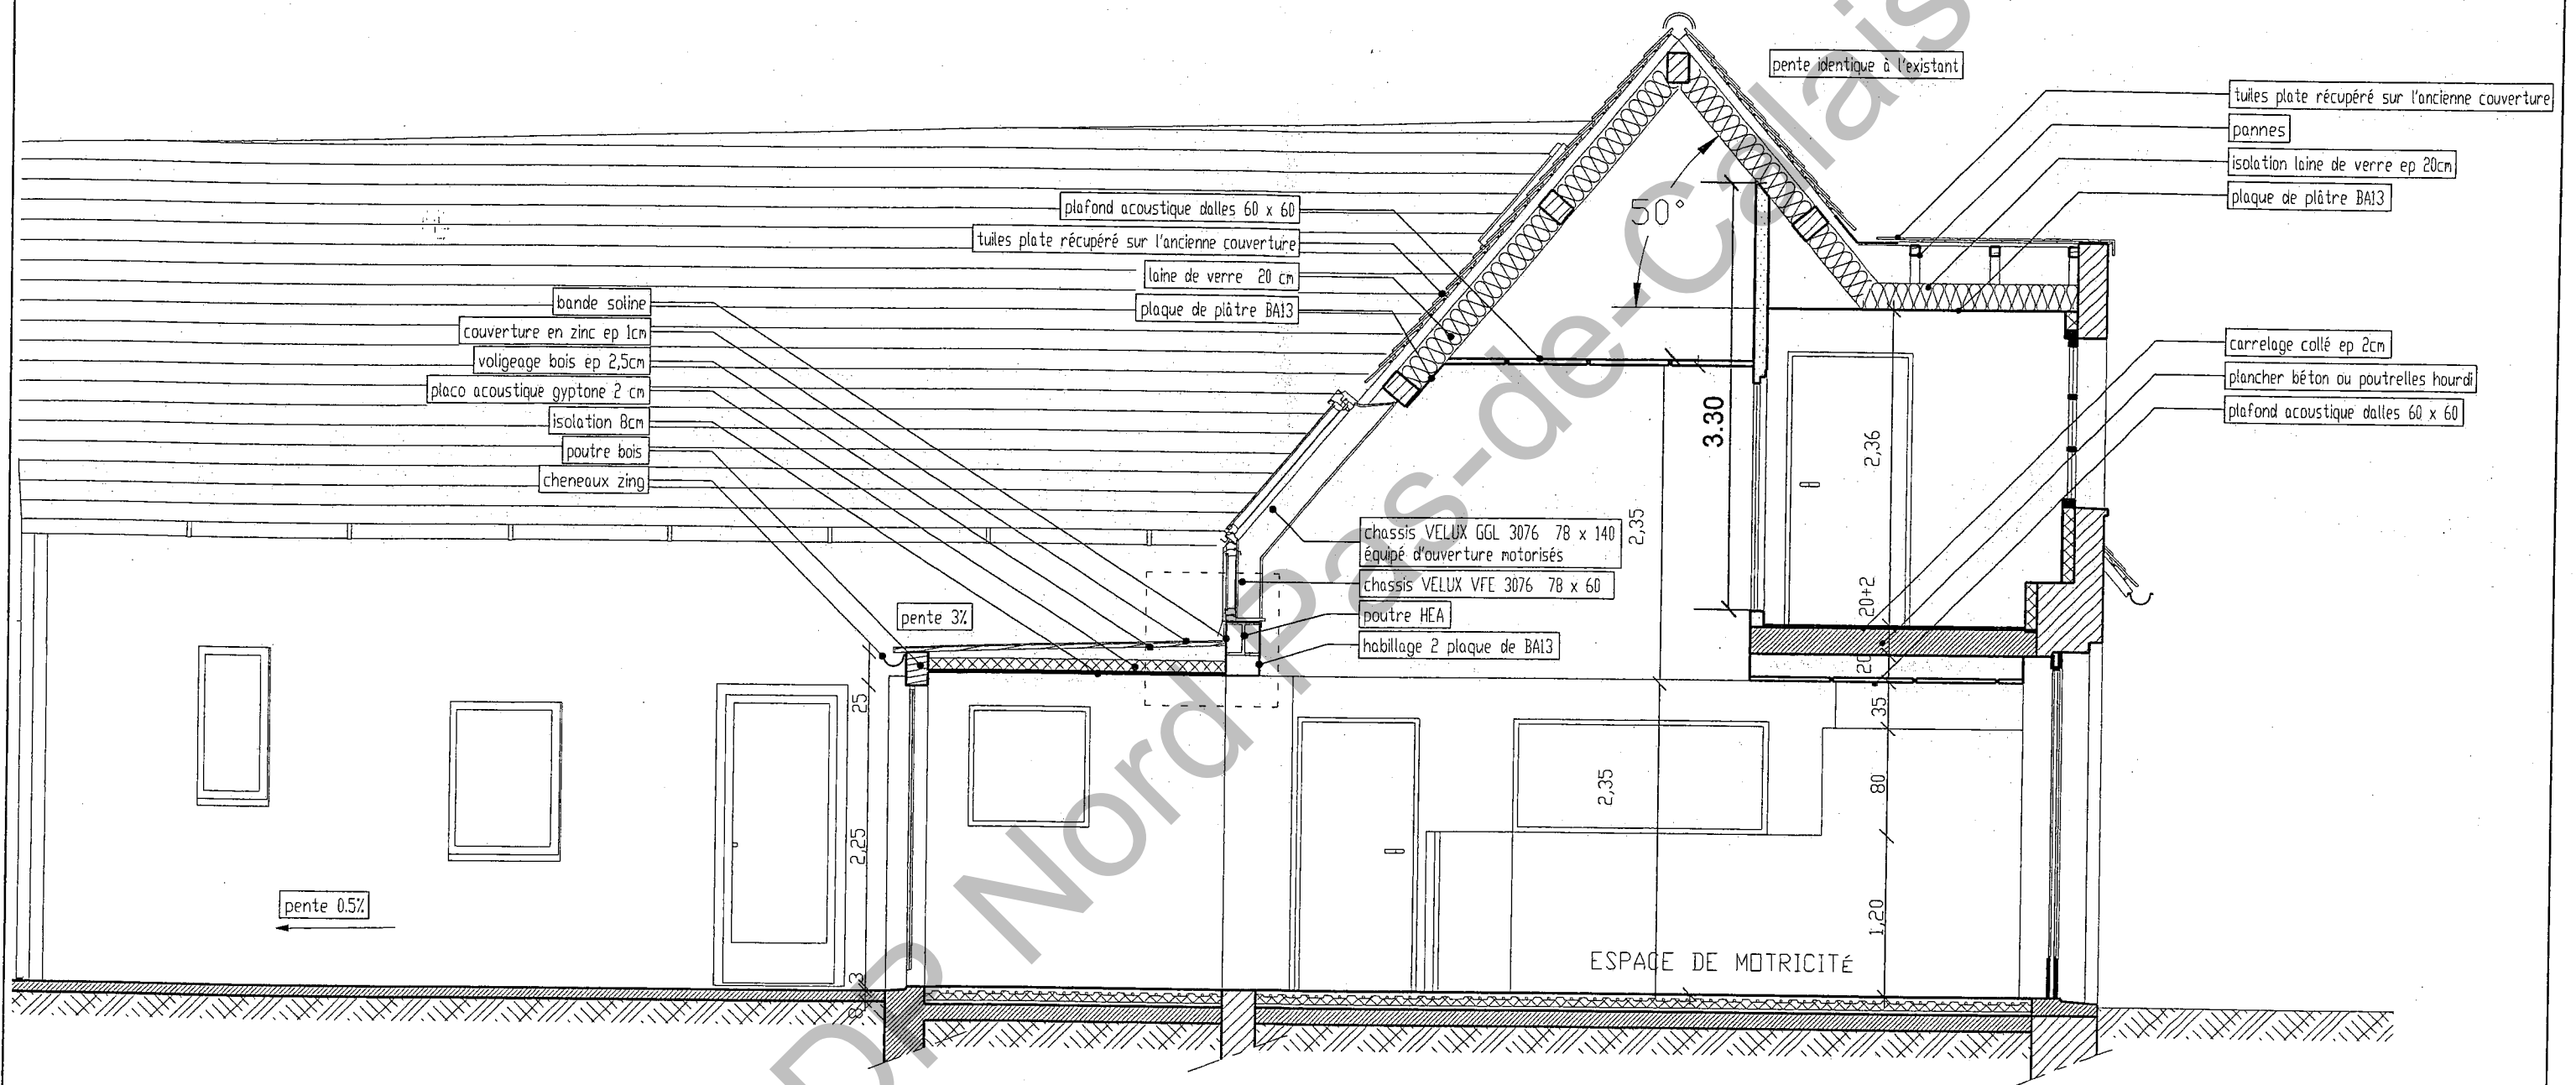 pente identique à l'existant
tuiles plate récupéré sur l'ancienne couverture
pannes
isolation laine de verre ep 20cm
plaque de plâtre BA13
plafond acoustique dalles 60 x 60
tuiles plate récupéré sur l'ancienne couverture
laine de verre 20 cm
plaque de plâtre BA13
50°
bande soline
couverture en zinc ep 1cm
voligeage bois ep 2,5cm
placo acoustique gyptone 2 cm
isolation 8cm
poutre bois
cheneaux zing
carrelage collé ep 2cm
plancher béton ou poutrelles hourdi
plafond acoustique dalles 60 x 60
3.30
2,36
2,35
chassis VELUX GGL 3076 78 x 140
équipé d'ouverture motorisés
chassis VELUX VFE 3076 78 x 60
poutre HEA
habillage 2 plaque de BA13
pente 3%
20+2
20
25
35
2,35
80
2,25
1,20
pente 0.5%
ESPACE DE MOTRICITÉ
3
8
DP Nord Pas-de-Calais